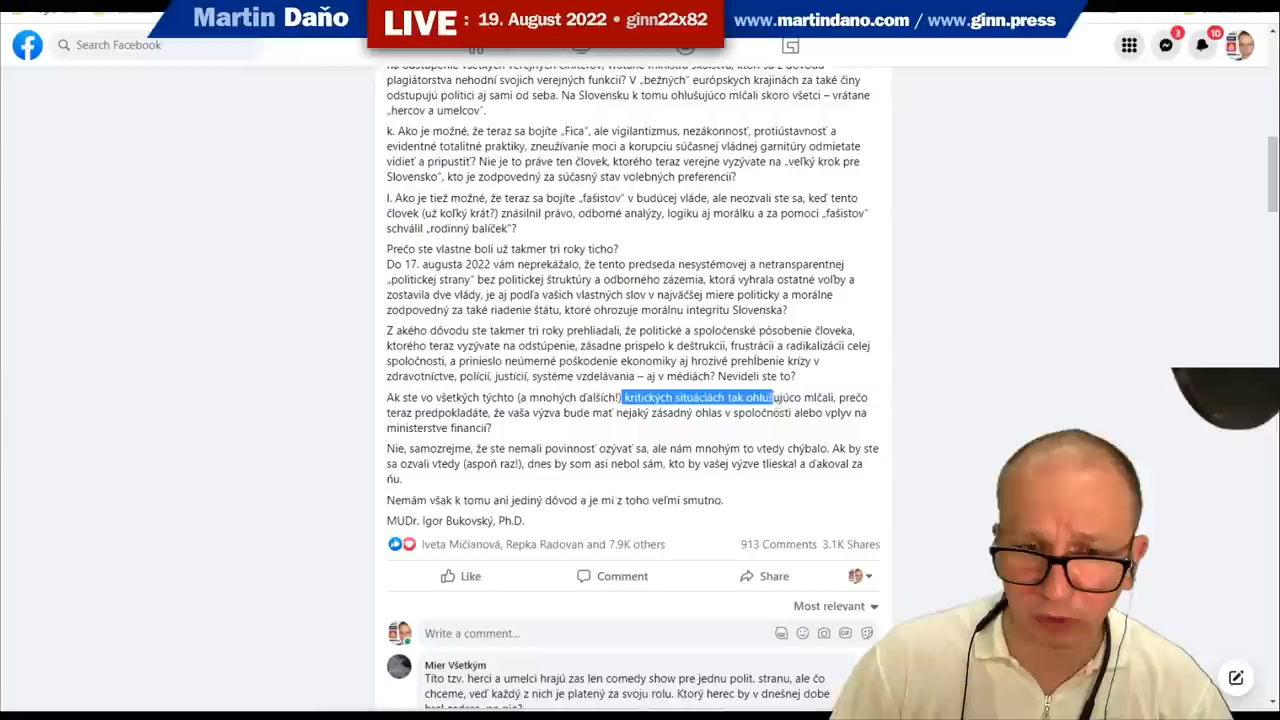 Martin Daňo
LIVE : 19. August 2022 • ginn22x82
www.martindano.com / www.ginn.press
Search Facebook
3
10
plagiátorstva nehodní svojich verejných funkcií? V „bežných" európskych krajinách za také činy
odstupujú politici aj sami od seba. Na Slovensku k tomu ohlušujúco mlčali skoro všetci – vrátane
„hercov a umelcov".
k. Ako je možné, že teraz sa bojíte „Fica", ale vigilantizmus, nezákonnosť, protiústavnosť a
evidentné totalitné praktiky, zneužívanie moci a korupciu súčasnej vládnej garnitúry odmietate
vidieť a pripustiť? Nie je to práve ten človek, ktorého teraz verejne vyzývate na „veľký krok pre
Slovensko", kto je zodpovedný za súčasný stav volebných preferencií?
l. Ako je tiež možné, že teraz sa bojíte „fašistov" v budúcej vláde, ale neozvali ste sa, keď tento
človek (už koľký krát?) znásilnil právo, odborné analýzy, logiku aj morálku a za pomoci „fašistov"
schválil „rodinný balíček"?
Prečo ste vlastne boli už takmer tri roky ticho?
Do 17. augusta 2022 vám neprekážalo, že tento predseda nesystémovej a netransparentnej
„politickej strany" bez politickej štruktúry a odborného zázemia, ktorá vyhrala ostatné voľby a
zostavila dve vlády, je aj podľa vašich vlastných slov v najväčšej miere politicky a morálne
zodpovedný za také riadenie štátu, ktoré ohrozuje morálnu integritu Slovenska?
Z akého dôvodu ste takmer tri roky prehliadali, že politické a spoločenské pôsobenie človeka,
ktorého teraz vyzývate na odstúpenie, zásadne prispelo k deštrukcii, frustrácii a radikalizácii celej
spoločnosti, a prinieslo neúmerné poškodenie ekonomiky aj hrozivé prehĺbenie krízy v
zdravotníctve, polícií, justícií, systéme vzdelávania – aj v médiách? Nevideli ste to?
Ak ste vo všetkých týchto (a mnohých ďalších!) kritických situáciách tak ohlušujúco mlčali, prečo
teraz predpokladáte, že vaša výzva bude mať nejaký zásadný ohlas v spoločnosti alebo vplyv na
ministerstve financií?
Nie, samozrejme, že ste nemali povinnosť ozývať sa, ale nám mnohým to vtedy chýbalo. Ak by ste
sa ozvali vtedy (aspoň raz!), dnes by som asi nebol sám, kto by vašej výzve tlieskal a ďakoval za
ňu.
Nemám však k tomu ani jediný dôvod a je mi z toho veľmi smutno.
MUDr. Igor Bukovský, Ph.D.
Iveta Mičianová, Repka Radovan and 7.9K others 913 Comments 3.1K Shares
Like Comment Share
Most relevant
Write a comment...
GIF
Mier Všetkým
Títo tzv. herci a umelci hrajú zas len comedy show pre jednu polit. stranu, ale čo
chceme, veď každý z nich je platený za svoju rolu. Ktorý herec by v dnešnej dobe